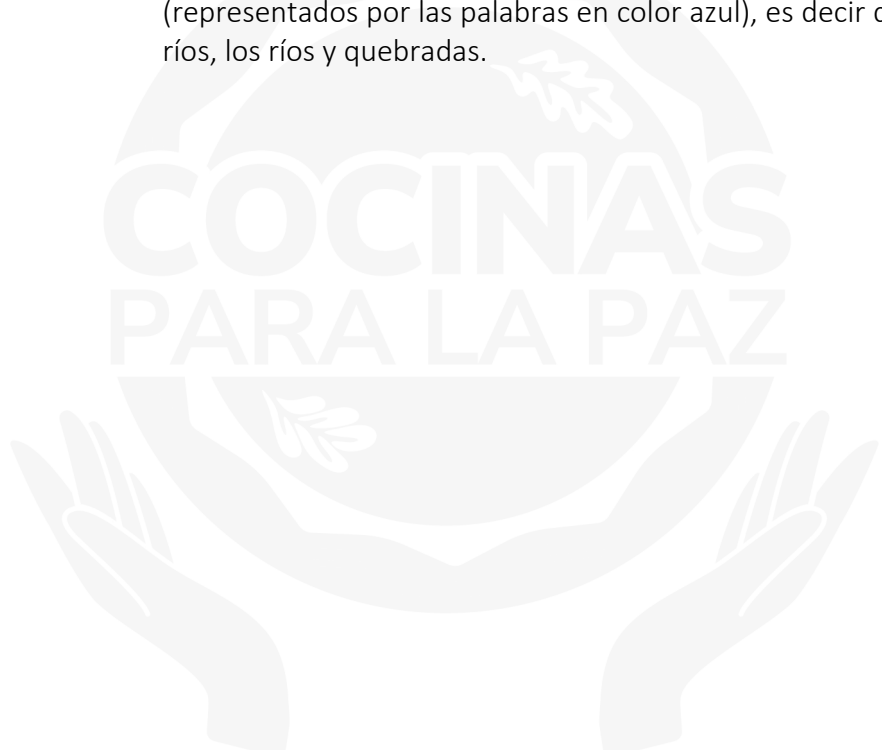 (representados por las palabras en color azul), es decir
ríos, los ríos y quebradas.
COCINAS
PARA LA PAZ